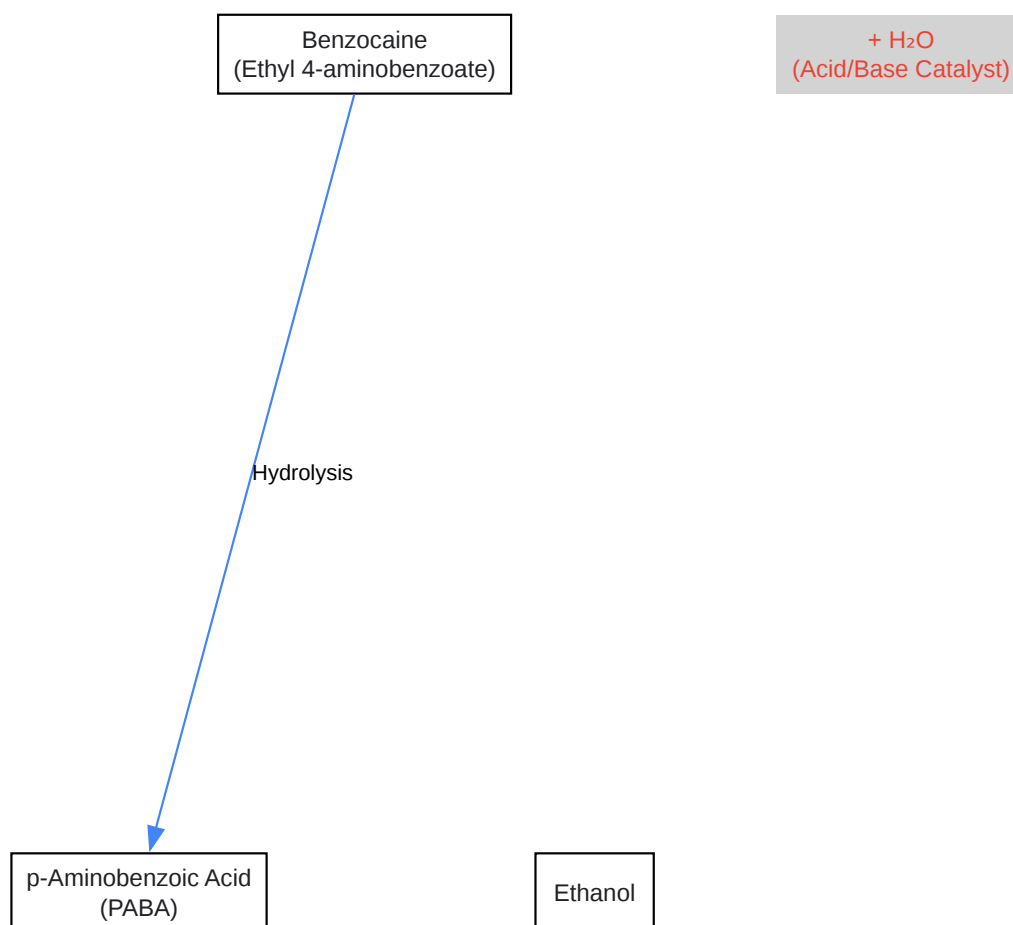 Benzocaine
(Ethyl 4-aminobenzoate)
+ H₂O
(Acid/Base Catalyst)
Hydrolysis
p-Aminobenzoic Acid
(PABA)
Ethanol